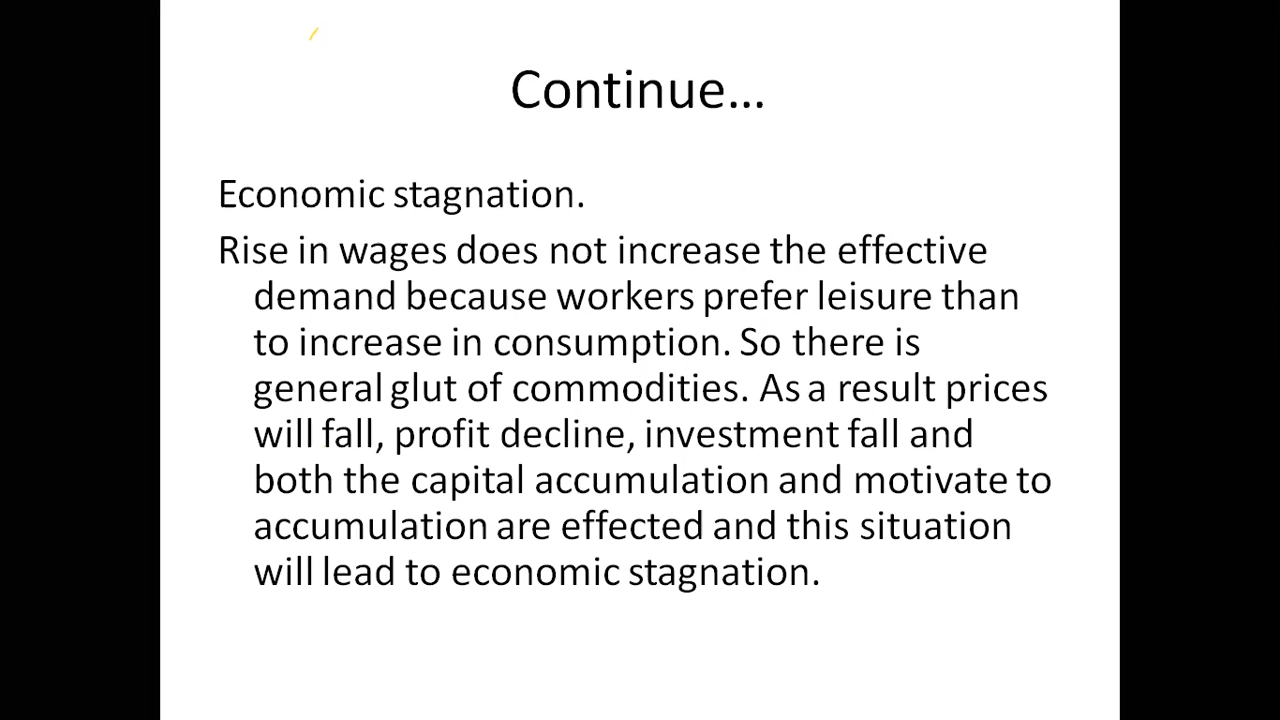 Continue...
Economic stagnation.
Rise in wages does not increase the effective
demand because workers prefer leisure than
to increase in consumption. So there is
general glut of commodities. As a result prices
will fall, profit decline, investment fall and
both the capital accumulation and motivate to
accumulation are effected and this situation
will lead to economic stagnation.